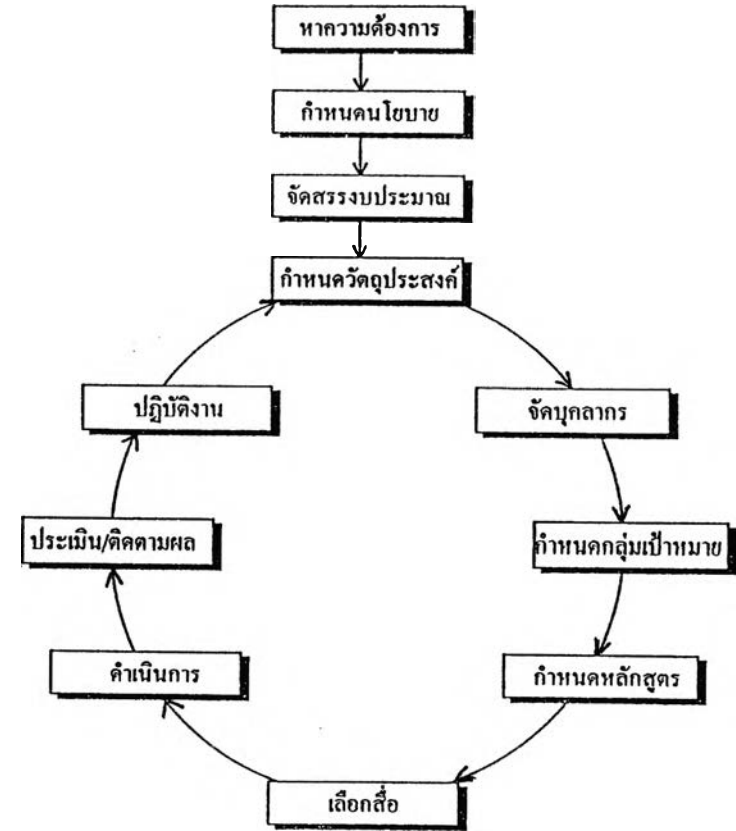 หาความต้องการ
กำหนดนโยบาย
จัดสรรงบประมาณ
กำหนดวัตถุประสงค์
ปฏิบัติงาน
จัดบุคลากร
ประเมิน/ติดตามผล
กำหนดกลุ่มเป้าหมาย
ดำเนินการ
กำหนดหลักสูตร
เลือกสื่อ